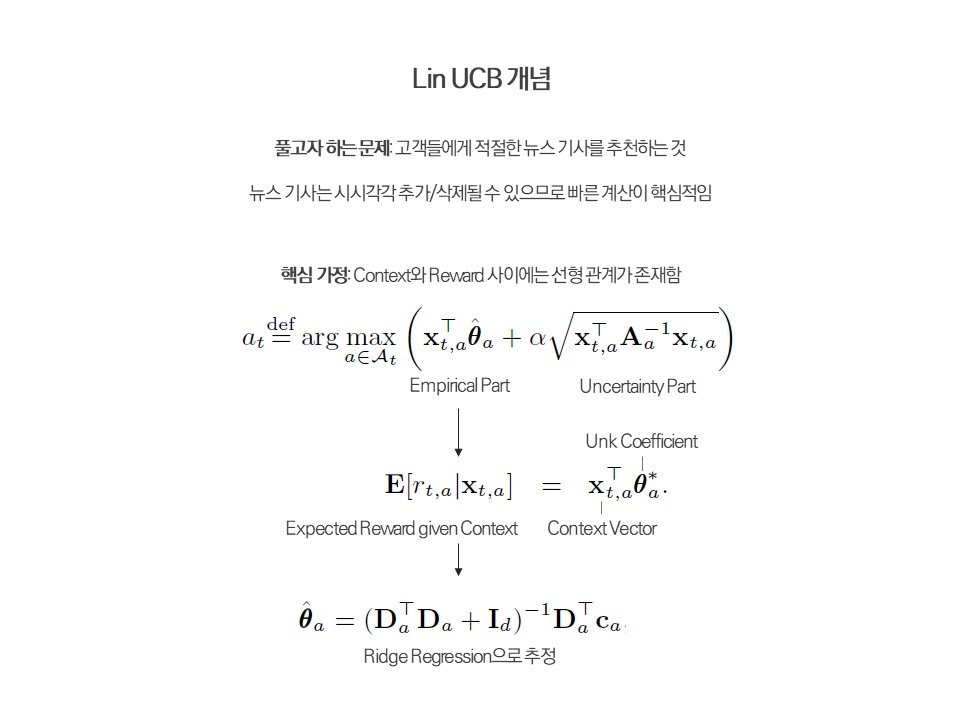 Lin UCB 개념
풀고자 하는 문제: 고객들에게 적절한 뉴스 기사를 추천하는 것
뉴스 기사는 시시각각 추가/삭제될 수 있으므로 빠른 계산이 핵심적임
핵심 가정: Context와 Reward 사이에는 선형 관계가 존재함
$a_t \overset{\text{def}}{=} \arg\max_{a \in \mathcal{A}_t} \left( \mathbf{x}_{t,a}^\top \hat{\boldsymbol{\theta}}_a + \alpha \sqrt{\mathbf{x}_{t,a}^\top \mathbf{A}_a^{-1} \mathbf{x}_{t,a}} \right)$
Empirical Part Uncertainty Part
Unk Coefficient
$\mathbf{E}[r_{t,a}|\mathbf{x}_{t,a}] = \mathbf{x}_{t,a}^\top \boldsymbol{\theta}_a^*.$
Expected Reward given Context Context Vector
$\hat{\boldsymbol{\theta}}_a = (\mathbf{D}_a^\top \mathbf{D}_a + \mathbf{I}_d)^{-1} \mathbf{D}_a^\top \mathbf{c}_a$
Ridge Regression으로 추정